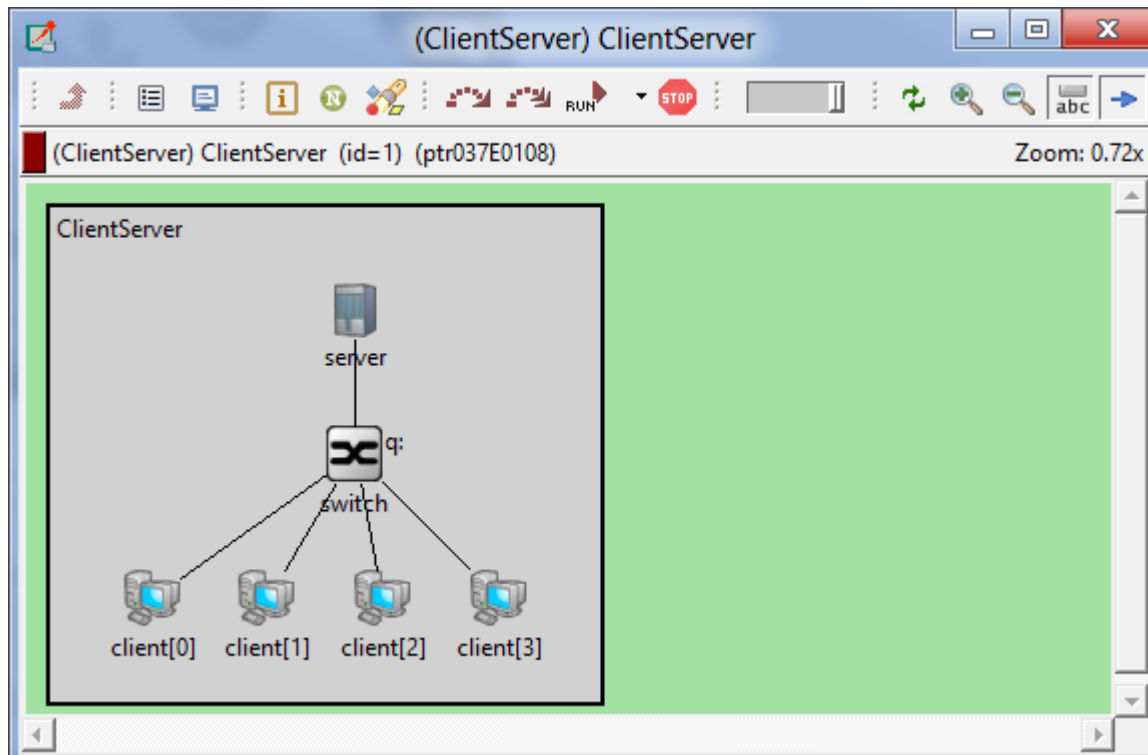 (ClientServer) ClientServer
i
N
RUN
STOP
abc
(ClientServer) ClientServer (id=1) (ptr037E0108)
Zoom: 0.72x
ClientServer
server
q:
switch
client[0] client[1] client[2] client[3]